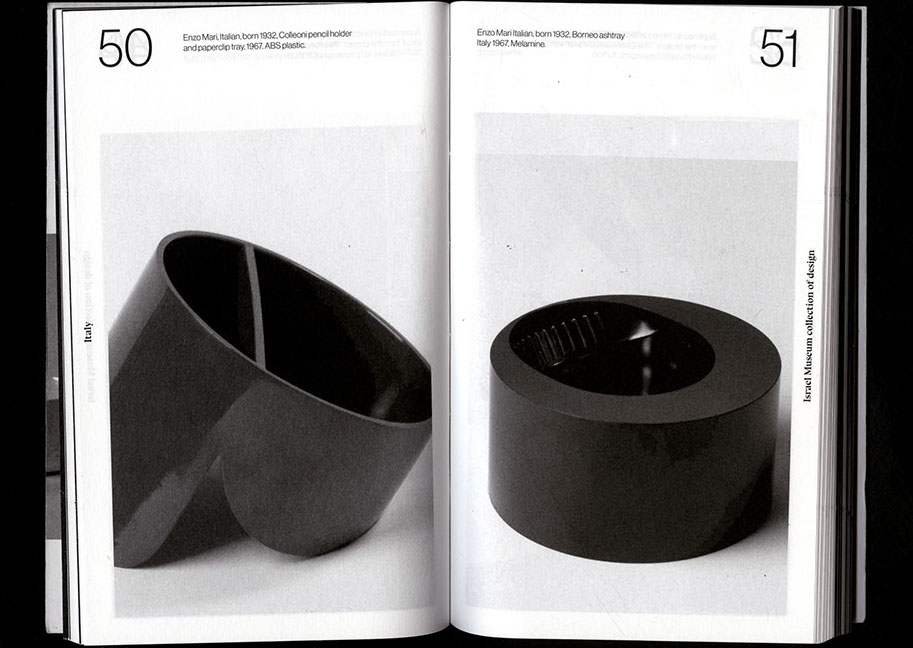 50
Enzo Mari, Italian, born 1932, Colleoni pencil holder
and paperclip tray, 1967. ABS plastic.
Italy
Enzo Mari Italian, born 1932, Borneo ashtray
Italy 1967, Melamine.
51
Israel Museum collection of design